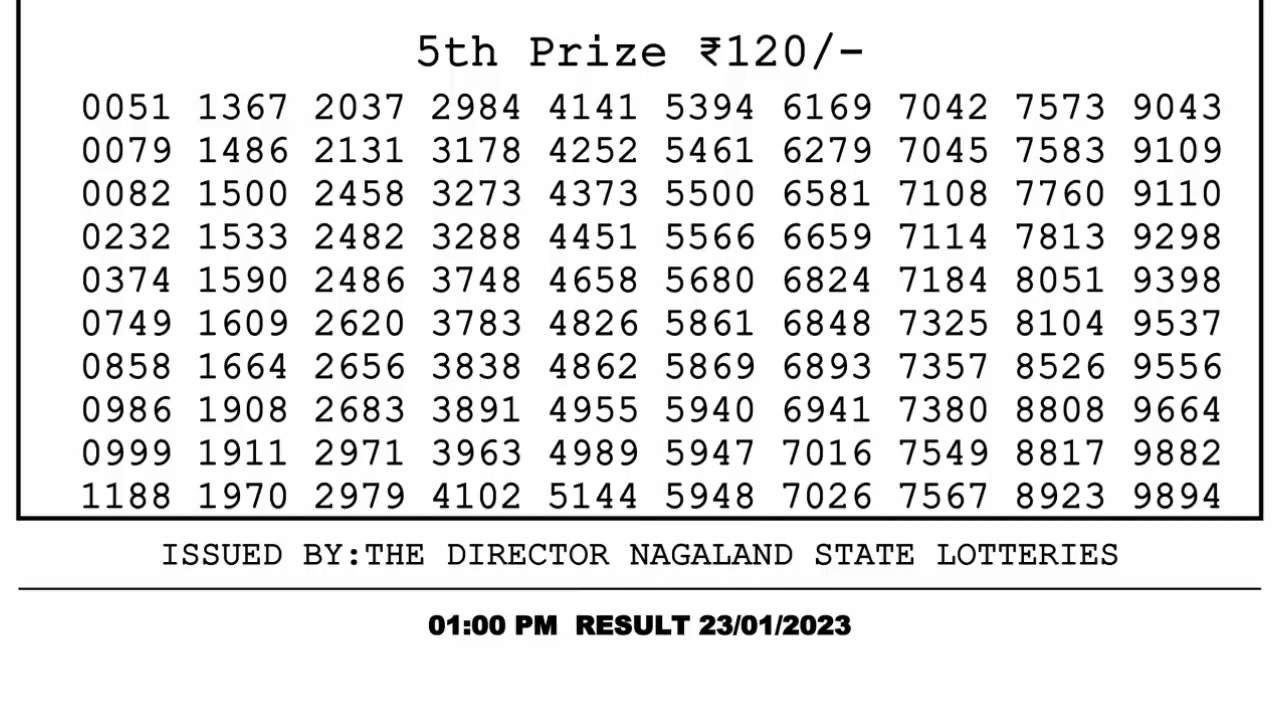 5th Prize ₹120/-
0051 1367 2037 2984 4141 5394 6169 7042 7573 9043
0079 1486 2131 3178 4252 5461 6279 7045 7583 9109
0082 1500 2458 3273 4373 5500 6581 7108 7760 9110
0232 1533 2482 3288 4451 5566 6659 7114 7813 9298
0374 1590 2486 3748 4658 5680 6824 7184 8051 9398
0749 1609 2620 3783 4826 5861 6848 7325 8104 9537
0858 1664 2656 3838 4862 5869 6893 7357 8526 9556
0986 1908 2683 3891 4955 5940 6941 7380 8808 9664
0999 1911 2971 3963 4989 5947 7016 7549 8817 9882
1188 1970 2979 4102 5144 5948 7026 7567 8923 9894
ISSUED BY:THE DIRECTOR NAGALAND STATE LOTTERIES
01:00 PM RESULT 23/01/2023